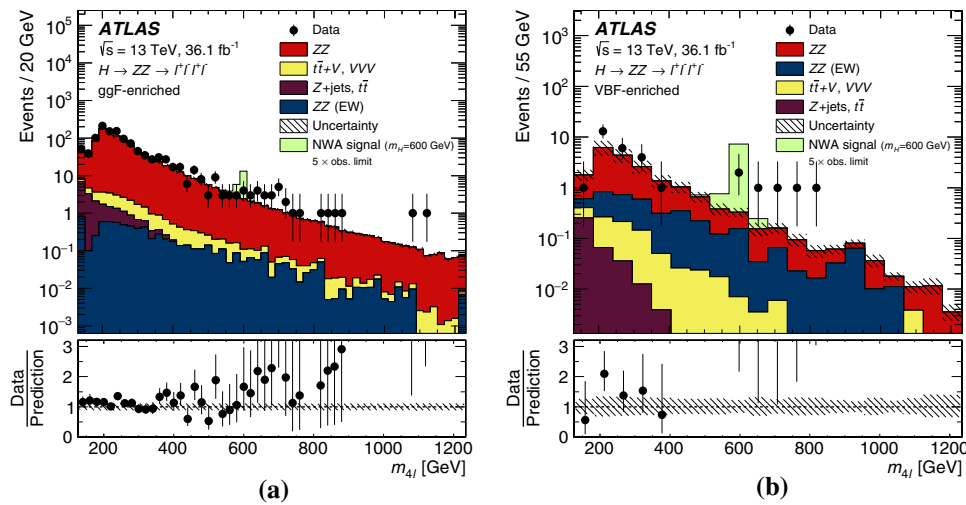 ATLAS
√s = 13 TeV, 36.1 fb⁻¹
H → ZZ → l⁺l⁻l⁺l⁻
ggF-enriched
Data
ZZ
tt̄+V, VVV
Z+jets, tt̄
ZZ (EW)
Uncertainty
NWA signal (m_H=600 GeV)
5 × obs. limit
Events / 20 GeV
10⁵
10⁴
10³
10²
10
1
10⁻¹
10⁻²
10⁻³
Data
Prediction
3
2
1
0
200 400 600 800 1000 1200
m₄ₗ [GeV]
(a)
ATLAS
√s = 13 TeV, 36.1 fb⁻¹
H → ZZ → l⁺l⁻l⁺l⁻
VBF-enriched
Data
ZZ
ZZ (EW)
tt̄+V, VVV
Z+jets, tt̄
Uncertainty
NWA signal (m_H=600 GeV)
5 × obs. limit
Events / 55 GeV
10³
10²
10
1
10⁻¹
10⁻²
Data
Prediction
3
2
1
0
200 400 600 800 1000 1200
m₄ₗ [GeV]
(b)